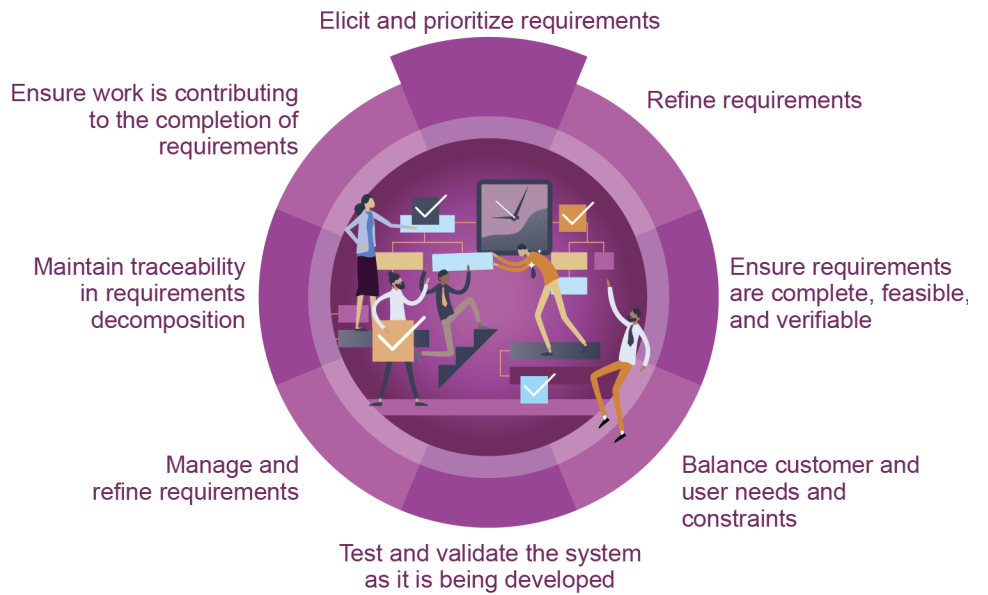 Elicit and prioritize requirements
Refine requirements
Ensure requirements
are complete, feasible,
and verifiable
Balance customer and
user needs and
constraints
Test and validate the system
as it is being developed
Manage and
refine requirements
Maintain traceability
in requirements
decomposition
Ensure work is contributing
to the completion of
requirements